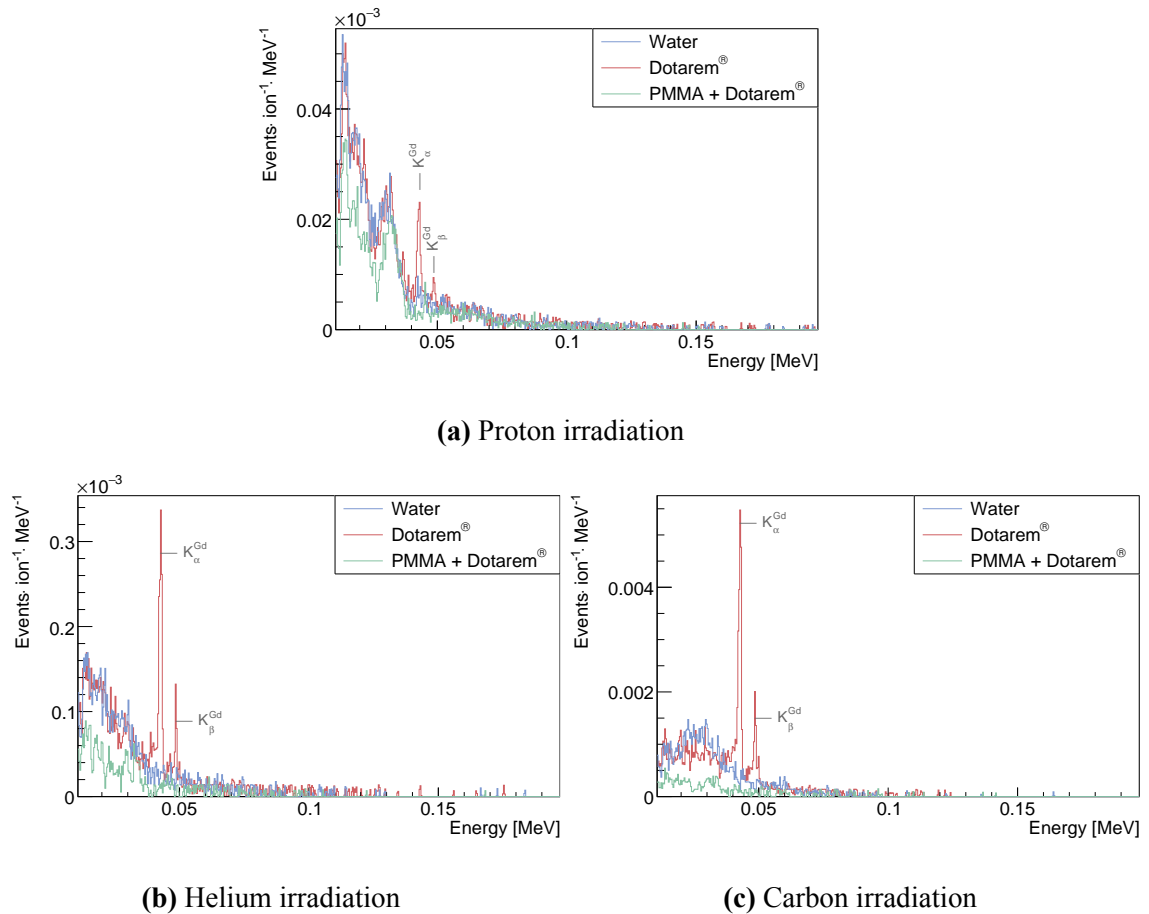 ×10⁻³
Events· ion⁻¹· MeV⁻¹
Water
Dotarem®
PMMA + Dotarem®
0.04
0.02
0
K_α^Gd
K_β^Gd
0.05
0.1
0.15
Energy [MeV]
(a) Proton irradiation
×10⁻³
Events· ion⁻¹· MeV⁻¹
Water
Dotarem®
PMMA + Dotarem®
0.3
0.2
0.1
0
K_α^Gd
K_β^Gd
0.05
0.1
0.15
Energy [MeV]
(b) Helium irradiation
Events· ion⁻¹· MeV⁻¹
Water
Dotarem®
PMMA + Dotarem®
0.004
0.002
0
K_α^Gd
K_β^Gd
0.05
0.1
0.15
Energy [MeV]
(c) Carbon irradiation